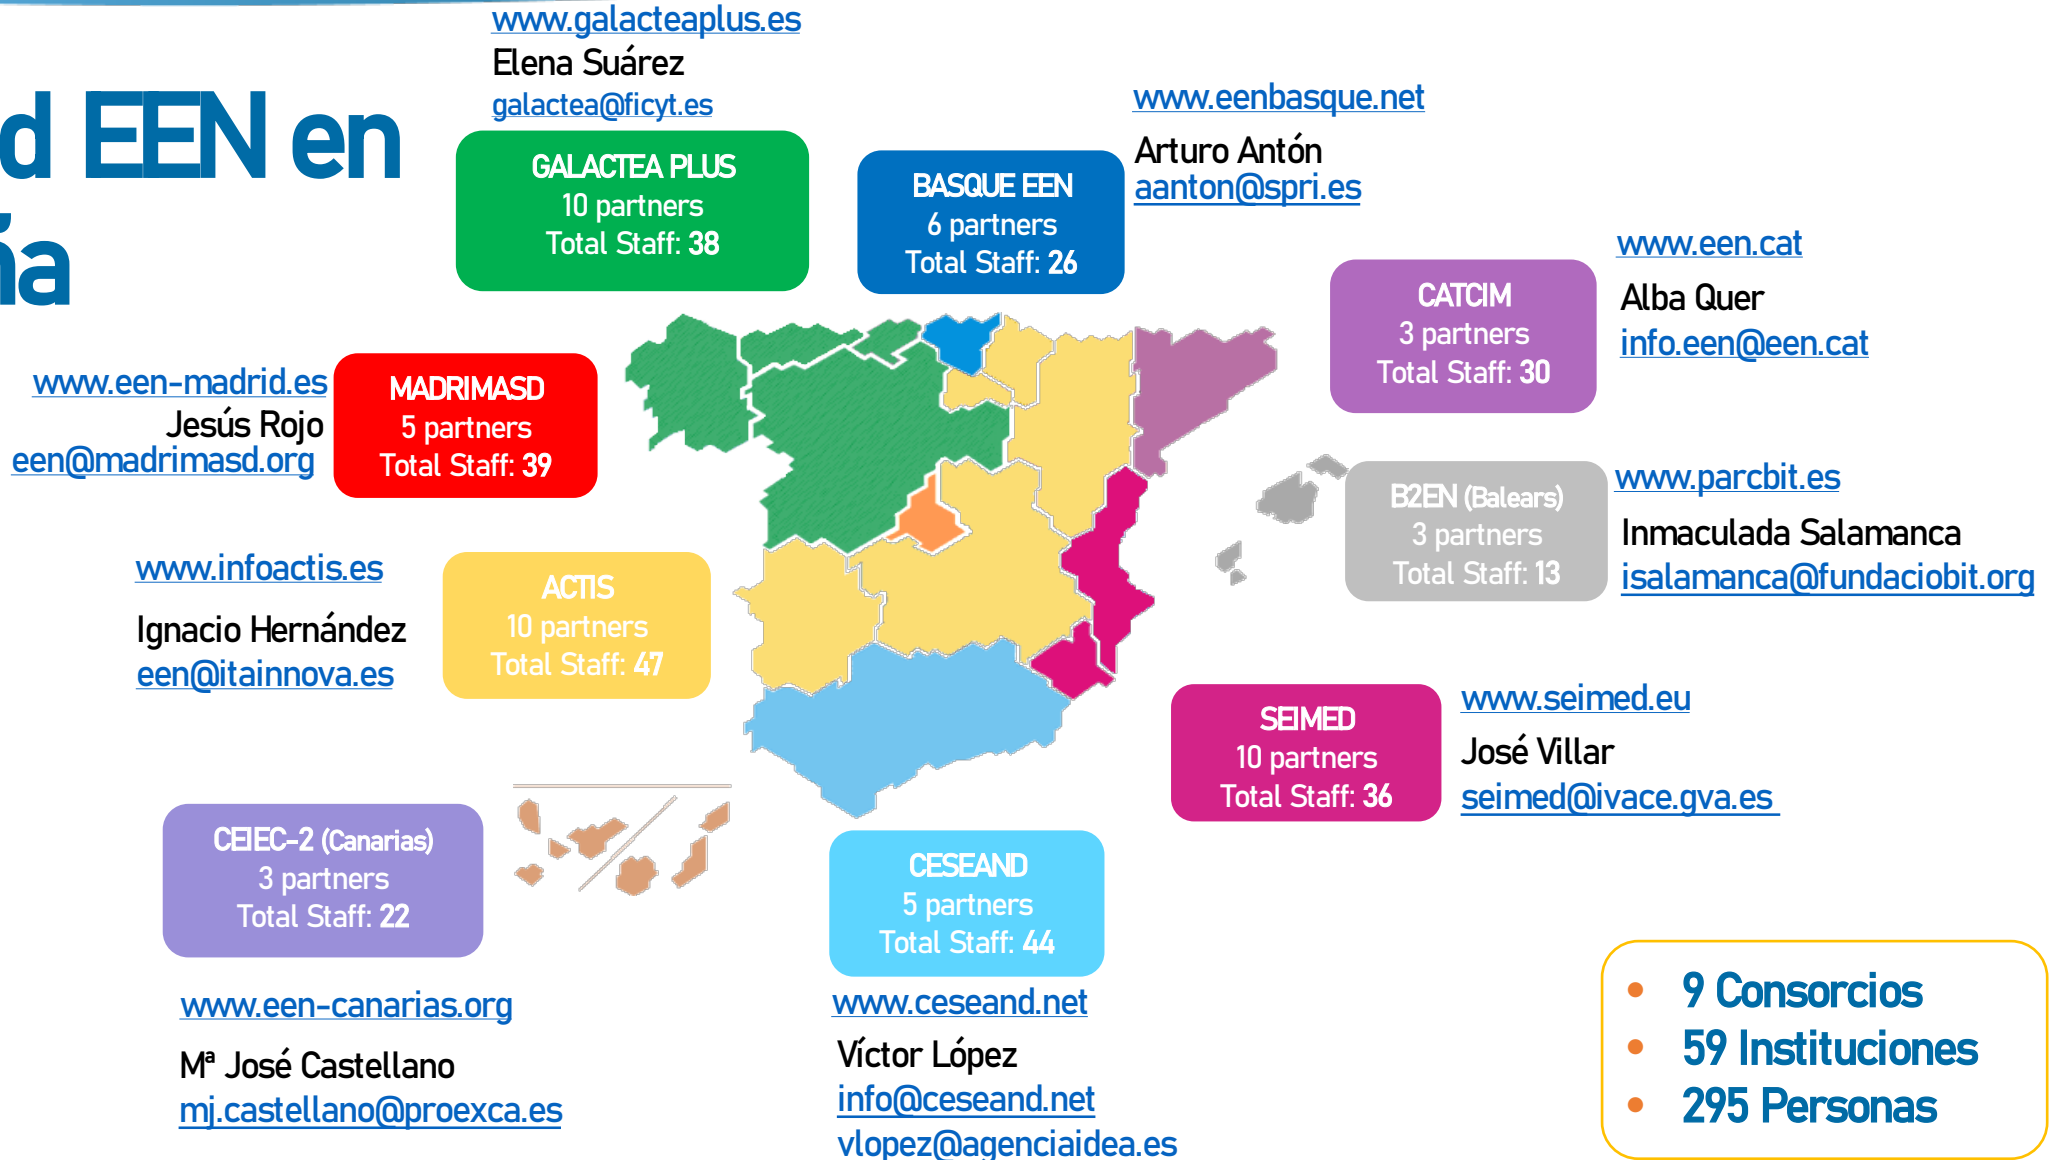 www.galacteaplus.es
Elena Suárez
galactea@ficyt.es
d EEN en
ña
GALACTEA PLUS
10 partners
Total Staff: 38
www.eenbasque.net
Arturo Antón
aanton@spri.es
BASQUE EEN
6 partners
Total Staff: 26
www.een.cat
Alba Quer
info.een@een.cat
CATCIM
3 partners
Total Staff: 30
www.een-madrid.es
Jesús Rojo
een@madrimasd.org
MADRIMASD
5 partners
Total Staff: 39
B2EN (Balears)
3 partners
Total Staff: 13
www.parcbit.es
Inmaculada Salamanca
isalamanca@fundaciobit.org
www.infoactis.es
Ignacio Hernández
een@itainnova.es
ACTIS
10 partners
Total Staff: 47
SEIMED
10 partners
Total Staff: 36
www.seimed.eu
José Villar
seimed@ivace.gva.es
CEIEC-2 (Canarias)
3 partners
Total Staff: 22
www.een-canarias.org
Mª José Castellano
mj.castellano@proexca.es
CESEAND
5 partners
Total Staff: 44
www.ceseand.net
Víctor López
info@ceseand.net
vlopez@agenciaidea.es
• 9 Consorcios
• 59 Instituciones
• 295 Personas